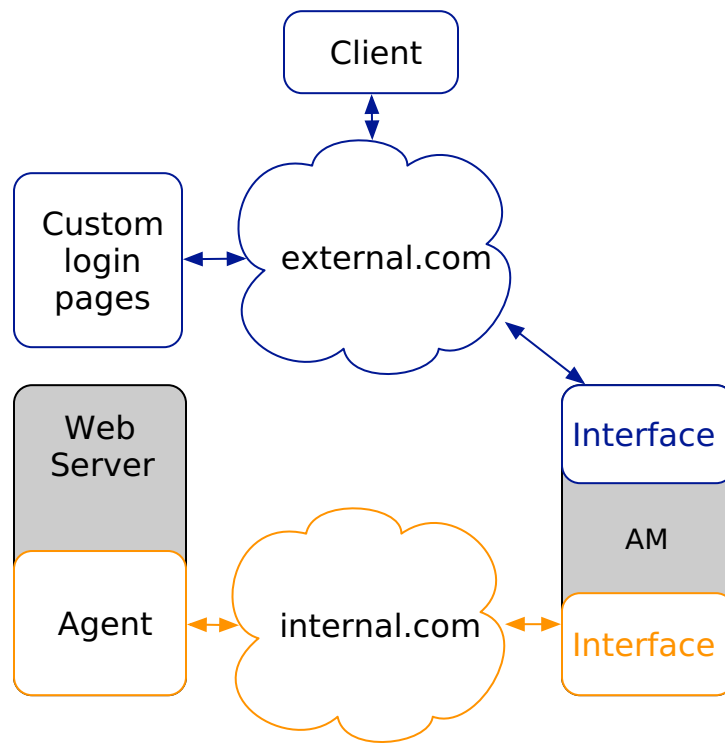 Client
Custom
login
pages
external.com
Web
Server
Interface
AM
Agent
internal.com
Interface